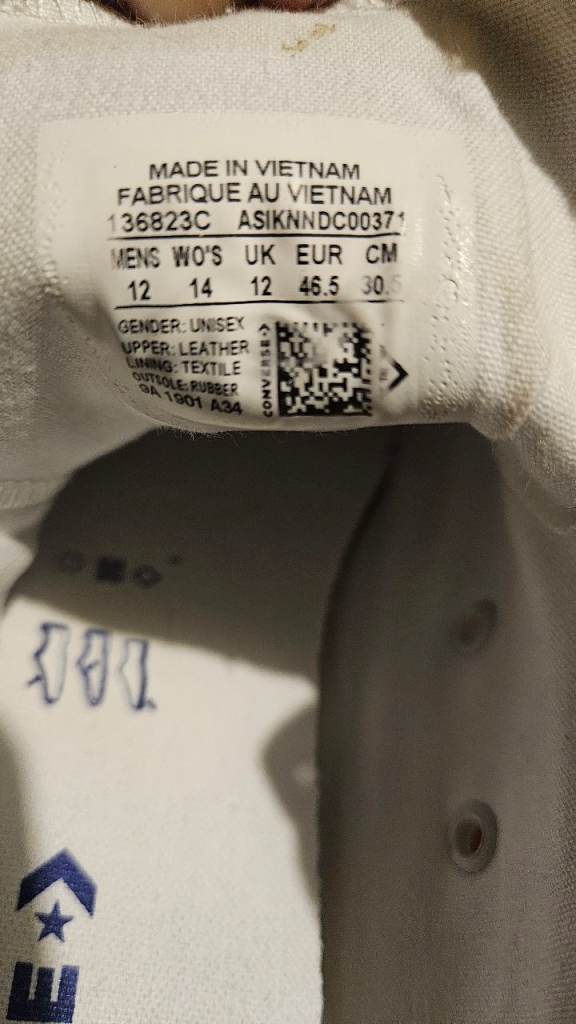 MADE IN VIETNAM
FABRIQUE AU VIETNAM
136823C ASIKNNDC00371
MENS WO'S UK EUR CM
12 14 12 46.5 30.5
GENDER: UNISEX
UPPER: LEATHER
LINING: TEXTILE
OUTSOLE: RUBBER
9A 1901 A34
CONVERSE
E